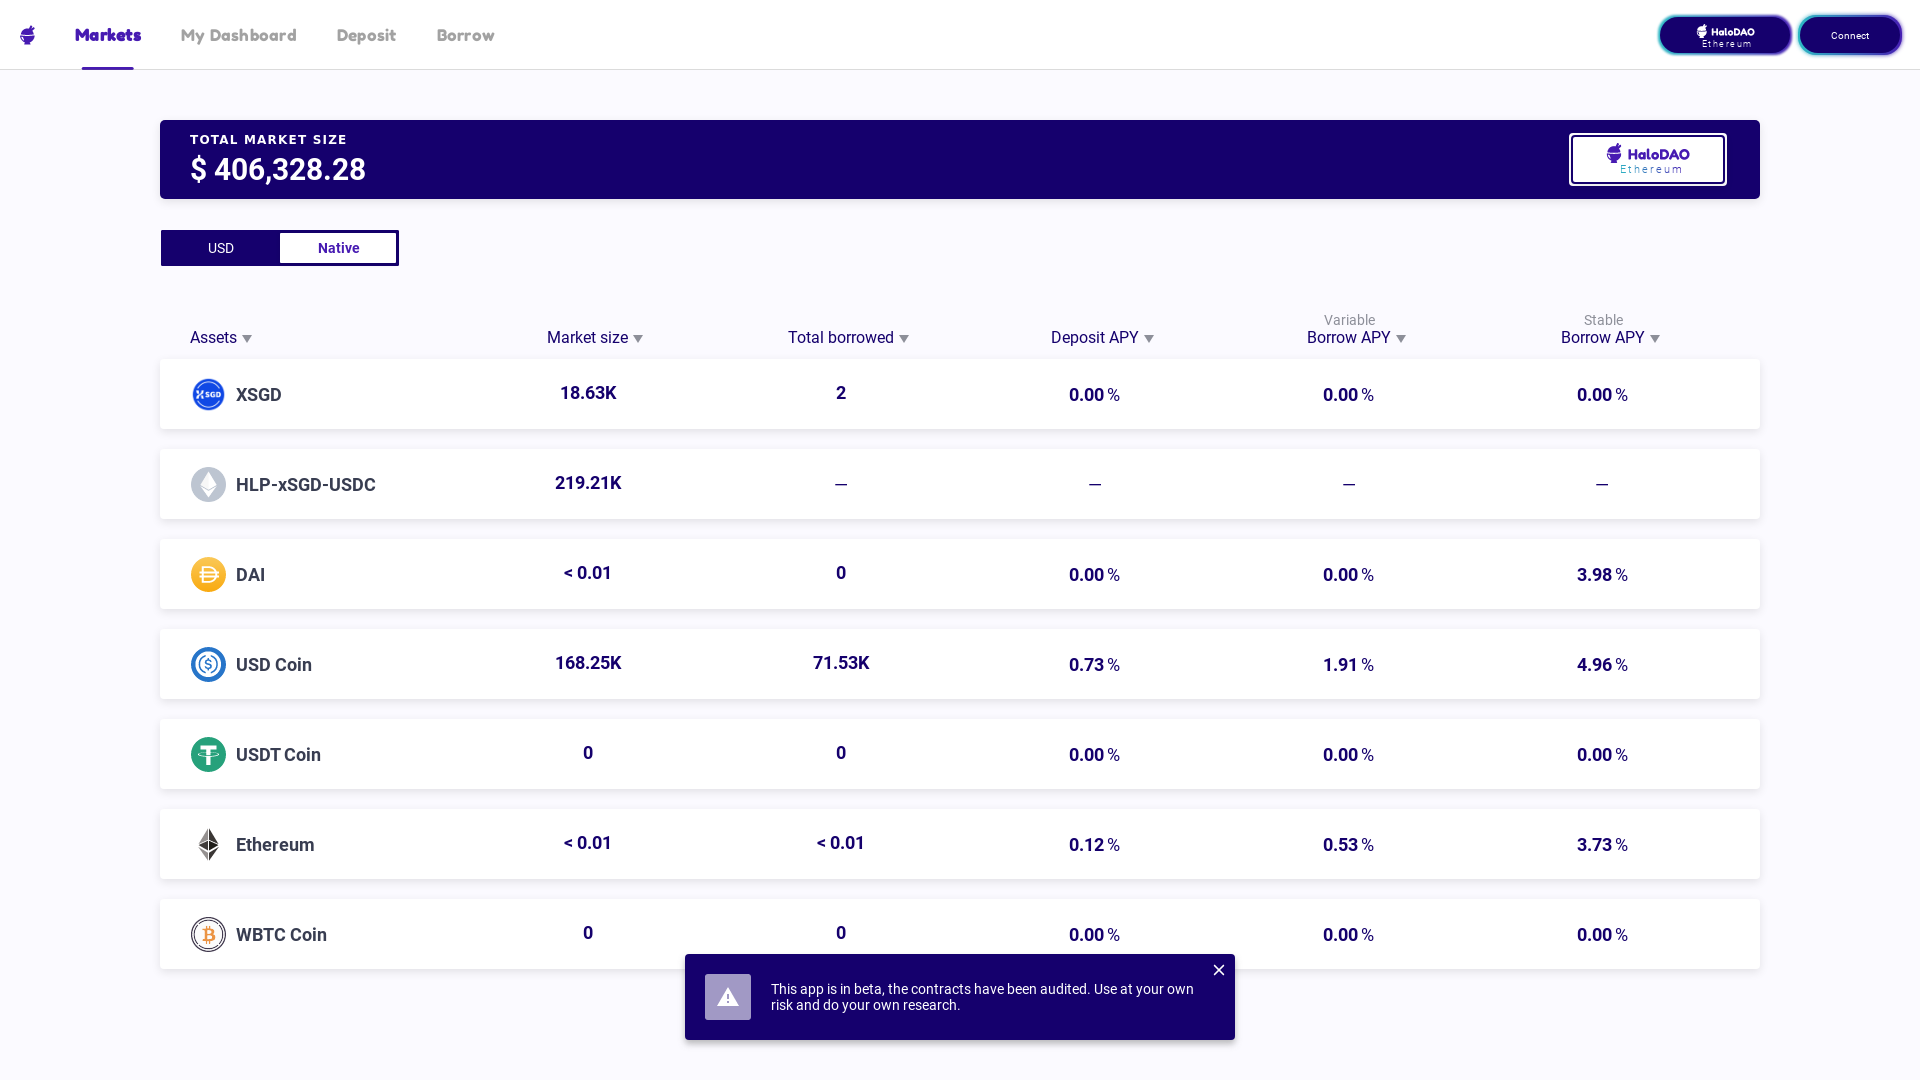 Markets My Dashboard Deposit Borrow HaloDAO
Ethereum Connect
TOTAL MARKET SIZE
$ 406,328.28
HaloDAO
Ethereum
USD Native
Variable Stable
Assets Market size Total borrowed Deposit APY Borrow APY Borrow APY
XSGD 18.63K 2 0.00 % 0.00 % 0.00 %
HLP-xSGD-USDC 219.21K — — — —
DAI < 0.01 0 0.00 % 0.00 % 3.98 %
USD Coin 168.25K 71.53K 0.73 % 1.91 % 4.96 %
USDT Coin 0 0 0.00 % 0.00 % 0.00 %
Ethereum < 0.01 < 0.01 0.12 % 0.53 % 3.73 %
WBTC Coin 0 0 0.00 % 0.00 % 0.00 %
This app is in beta, the contracts have been audited. Use at your own
risk and do your own research.